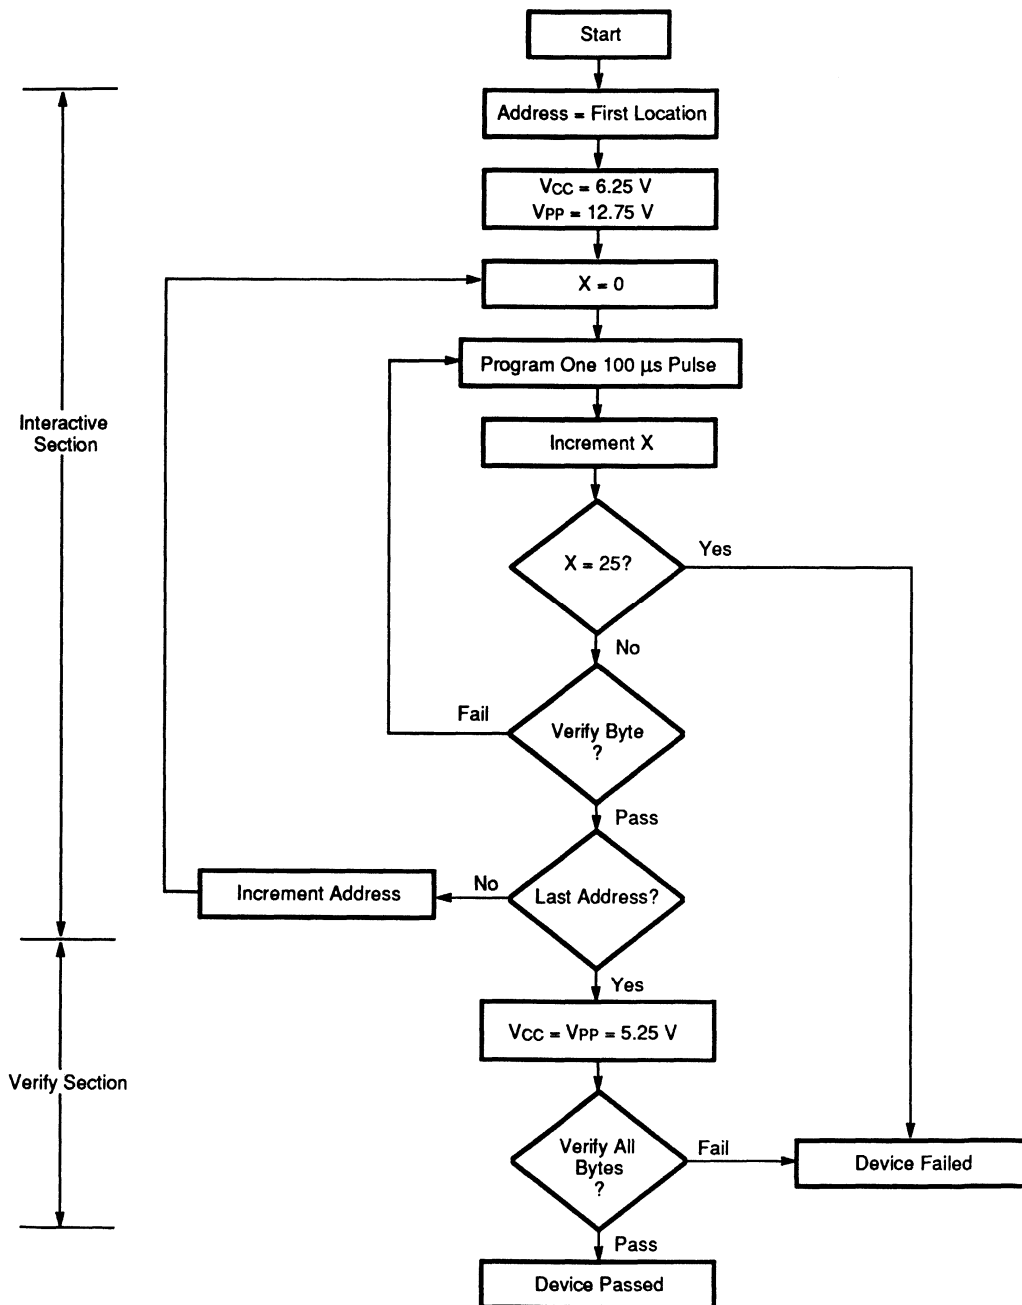 Start
Address = First Location
VCC = 6.25 V
VPP = 12.75 V
X = 0
Program One 100 µs Pulse
Interactive
Section
Increment X
X = 25?
Yes
No
Fail
Verify Byte
?
Pass
Increment Address
No
Last Address?
Yes
VCC = VPP = 5.25 V
Verify Section
Verify All
Bytes
?
Fail
Device Failed
Pass
Device Passed